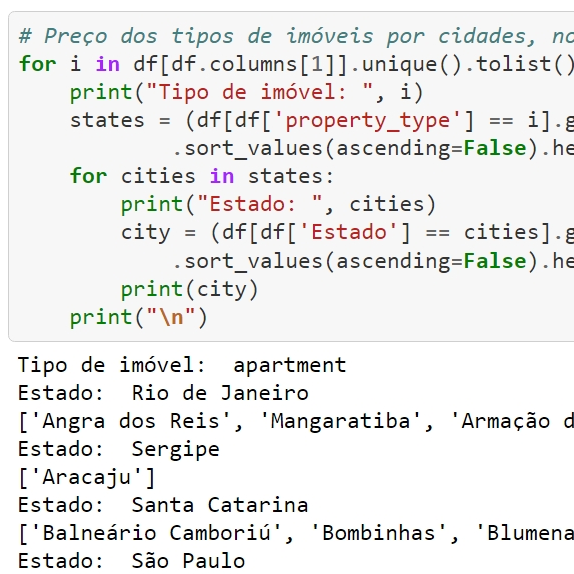 # Preço dos tipos de imóveis por cidades, no
for i in df[df.columns[1]].unique().tolist()
print("Tipo de imóvel: ", i)
states = (df[df['property_type'] == i].g
.sort_values(ascending=False).he
for cities in states:
print("Estado: ", cities)
city = (df[df['Estado'] == cities].g
.sort_values(ascending=False).he
print(city)
print("\n")
Tipo de imóvel:  apartment
Estado:  Rio de Janeiro
['Angra dos Reis', 'Mangaratiba', 'Armação d
Estado:  Sergipe
['Aracaju']
Estado:  Santa Catarina
['Balneário Camboriú', 'Bombinhas', 'Blumena
Estado:  São Paulo